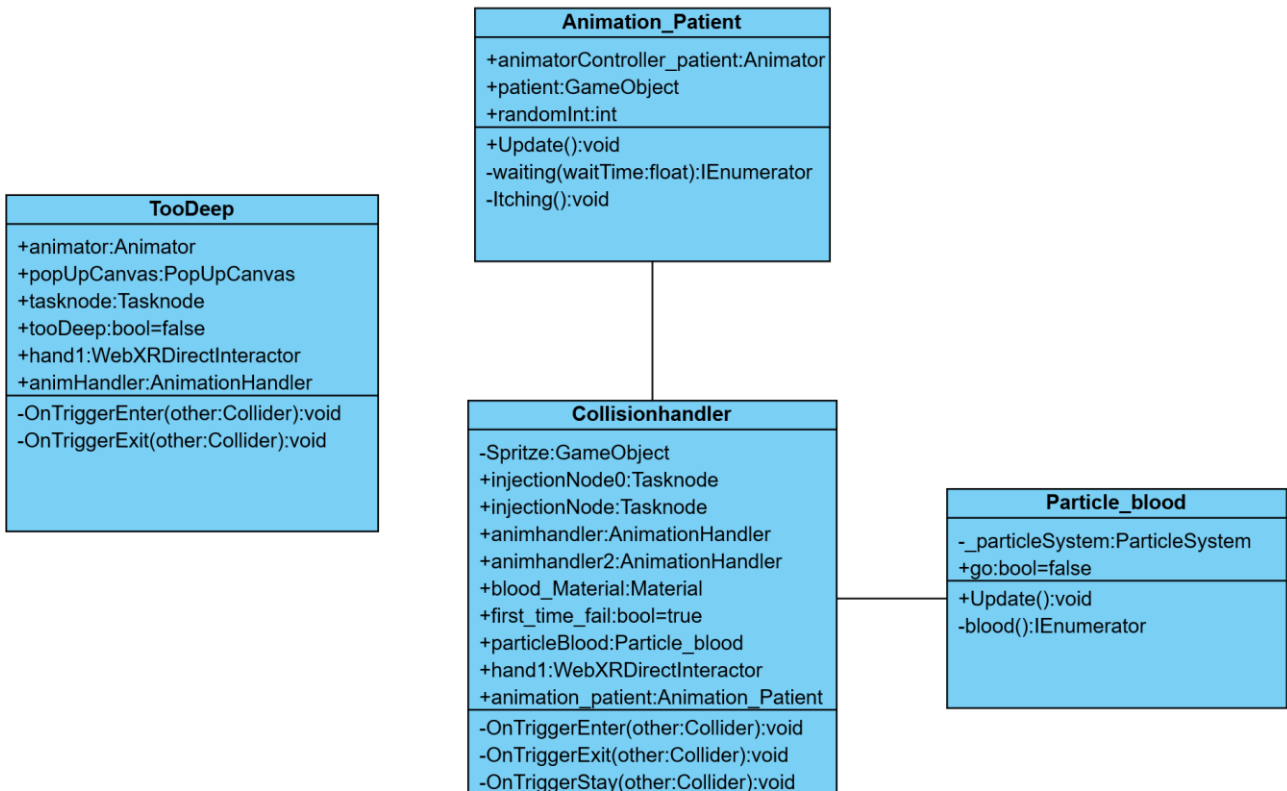 Animation_Patient
+animatorController_patient:Animator
+patient:GameObject
+randomInt:int
+Update():void
-waiting(waitTime:float):IEnumerator
-Itching():void
TooDeep
+animator:Animator
+popUpCanvas:PopUpCanvas
+tasknode:Tasknode
+tooDeep:bool=false
+hand1:WebXRDirectInteractor
+animHandler:AnimationHandler
-OnTriggerEnter(other:Collider):void
-OnTriggerExit(other:Collider):void
Collisionhandler
-Spritze:GameObject
+injectionNode0:Tasknode
+injectionNode:Tasknode
+animhandler:AnimationHandler
+animhandler2:AnimationHandler
+blood_Material:Material
+first_time_fail:bool=true
+particleBlood:Particle_blood
+hand1:WebXRDirectInteractor
+animation_patient:Animation_Patient
-OnTriggerEnter(other:Collider):void
-OnTriggerExit(other:Collider):void
-OnTriggerStay(other:Collider):void
Particle_blood
-_particleSystem:ParticleSystem
+go:bool=false
+Update():void
-blood():IEnumerator